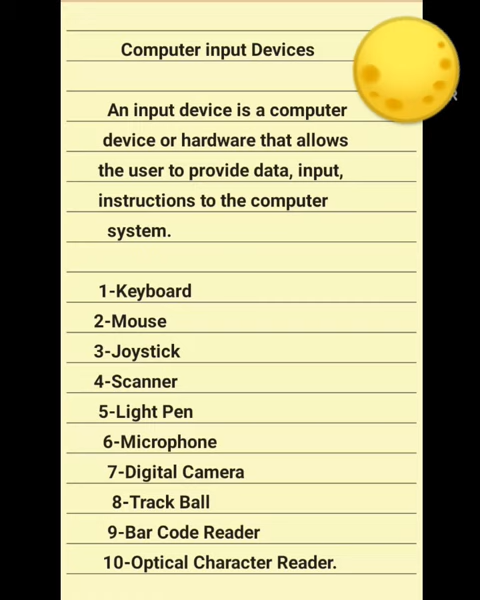 Computer input Devices
An input device is a computer
device or hardware that allows
the user to provide data, input,
instructions to the computer
system.
1-Keyboard
2-Mouse
3-Joystick
4-Scanner
5-Light Pen
6-Microphone
7-Digital Camera
8-Track Ball
9-Bar Code Reader
10-Optical Character Reader.